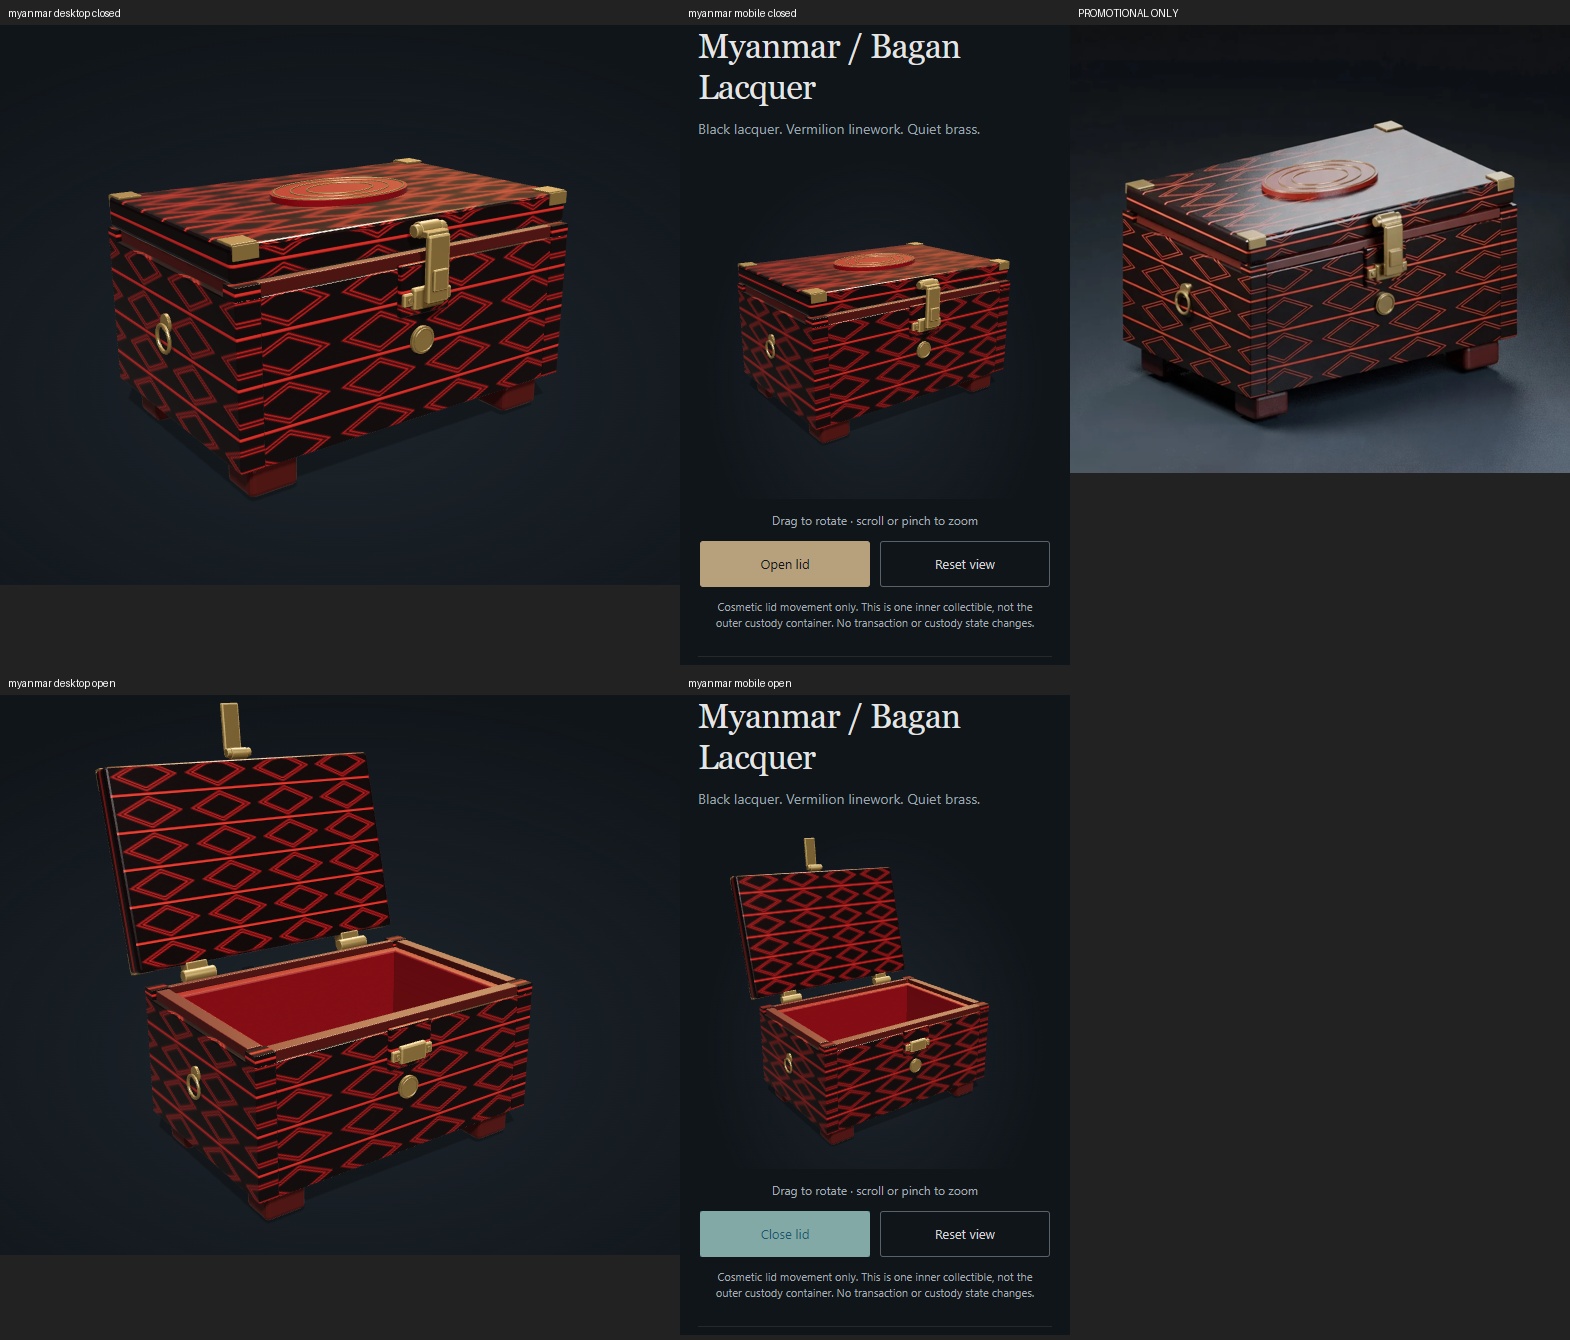 myanmar desktop closed
myanmar mobile closed
PROMOTIONAL ONLY
Myanmar / Bagan
Lacquer
Black lacquer. Vermilion linework. Quiet brass.
Drag to rotate · scroll or pinch to zoom
Open lid
Reset view
Cosmetic lid movement only. This is one inner collectible, not the
outer custody container. No transaction or custody state changes.
myanmar desktop open
myanmar mobile open
Myanmar / Bagan
Lacquer
Black lacquer. Vermilion linework. Quiet brass.
Drag to rotate · scroll or pinch to zoom
Close lid
Reset view
Cosmetic lid movement only. This is one inner collectible, not the
outer custody container. No transaction or custody state changes.